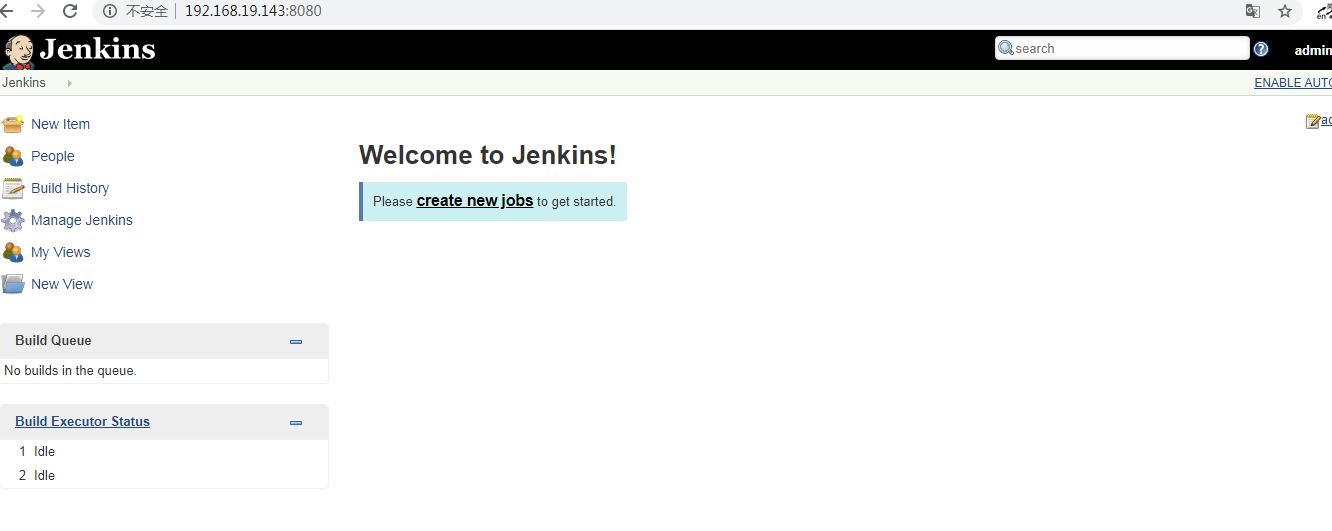 不安全 192.168.19.143:8080
Jenkins
search
admin
Jenkins
ENABLE AUTO
New Item
People
Build History
Manage Jenkins
My Views
New View
Welcome to Jenkins!
Please create new jobs to get started.
Build Queue
No builds in the queue.
Build Executor Status
1 Idle
2 Idle